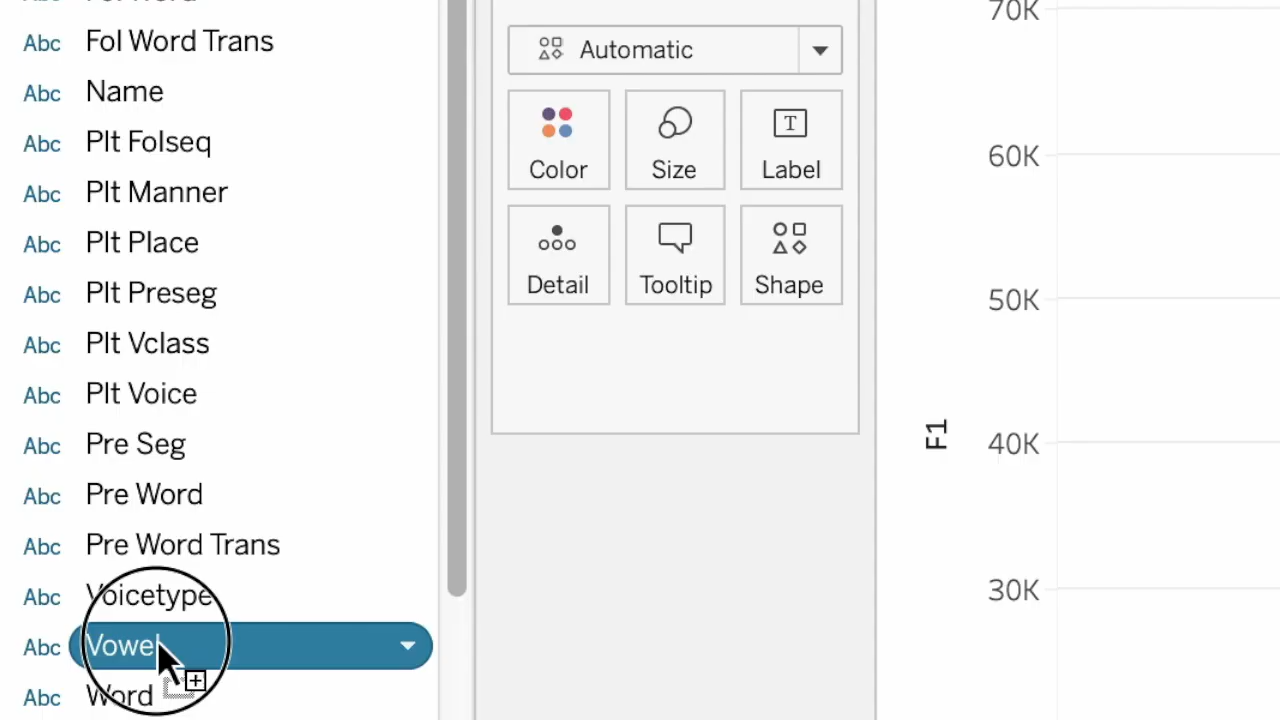 Abc Fol Word Trans
Abc Name
Abc Plt Folseq
Abc Plt Manner
Abc Plt Place
Abc Plt Preseg
Abc Plt Vclass
Abc Plt Voice
Abc Pre Seg
Abc Pre Word
Abc Pre Word Trans
Abc Voicetype
Abc Vowel
Abc Word
Automatic
Color Size T Label
Detail Tooltip Shape
F1
70K
60K
50K
40K
30K